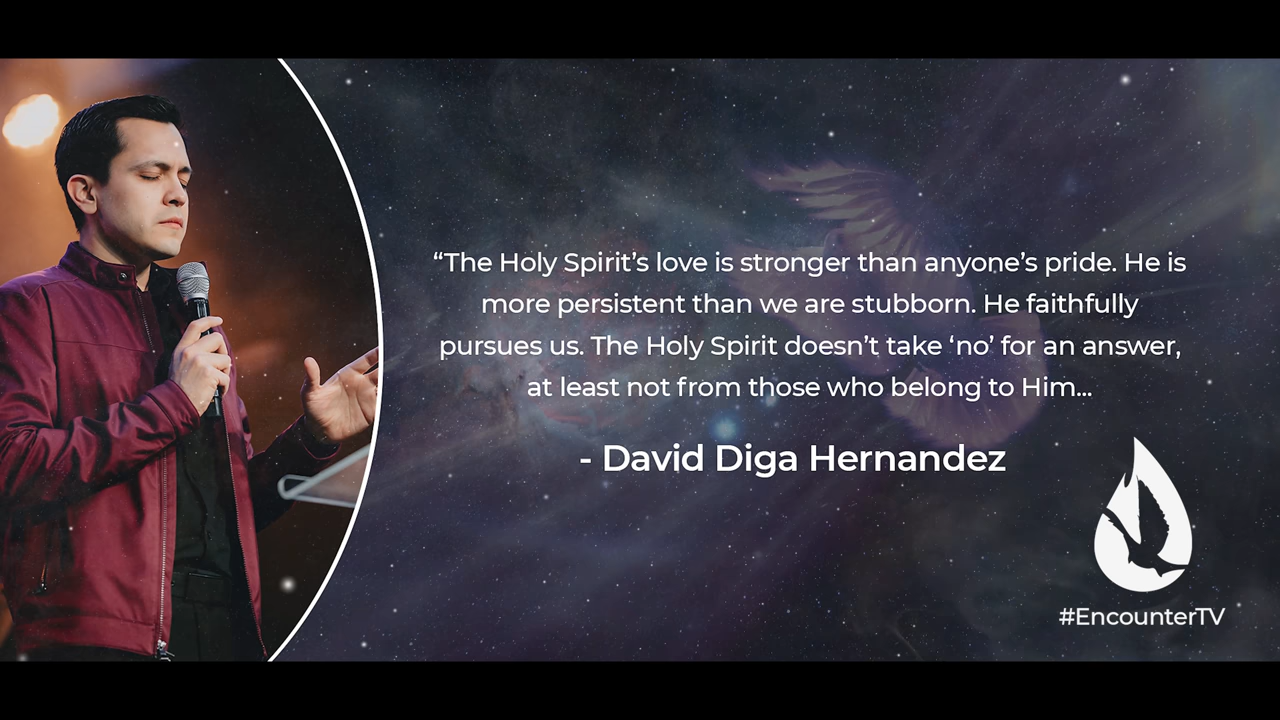 “The Holy Spirit’s love is stronger than anyone’s pride. He is
more persistent than we are stubborn. He faithfully
pursues us. The Holy Spirit doesn’t take ‘no’ for an answer,
at least not from those who belong to Him...
- David Diga Hernandez
#EncounterTV